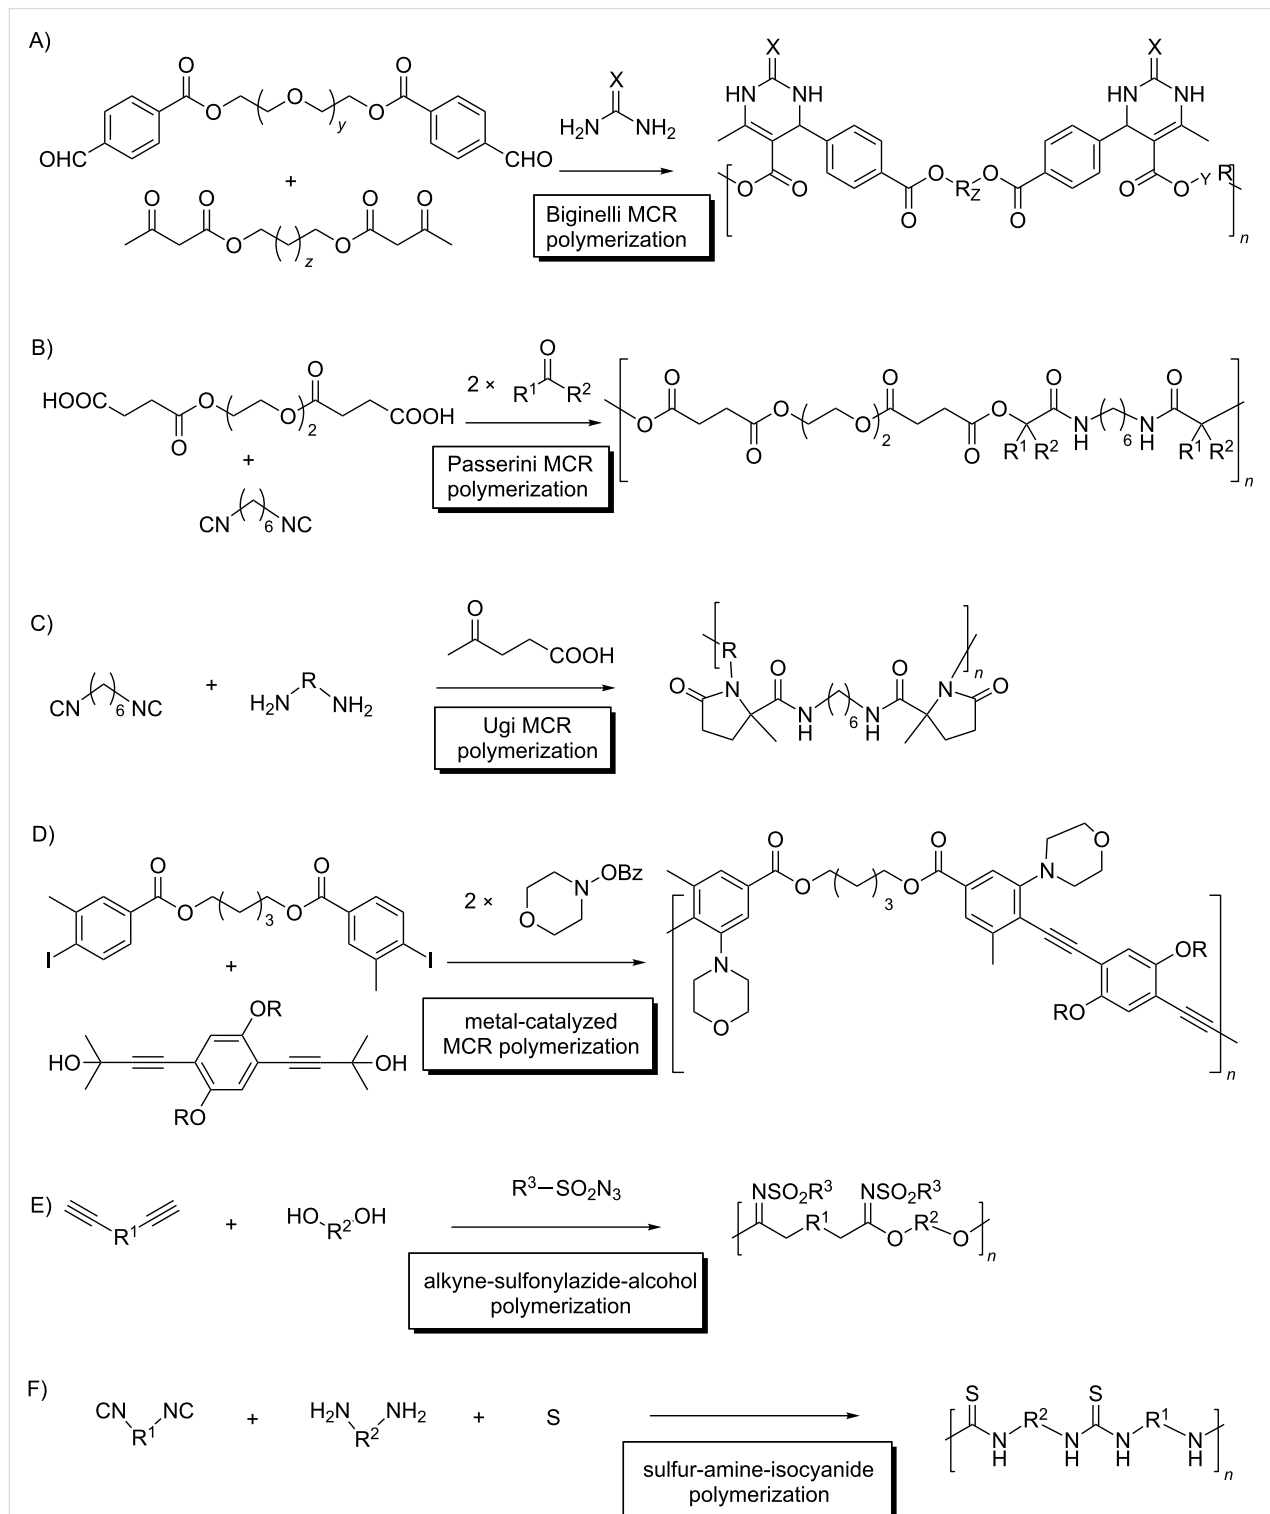 A)
O
O
O
O
O
y
OHC
CHO
+
O
O
O
O
O
O
z
X
H₂N
NH₂
Biginelli MCR
polymerization
X
X
HN
NH
HN
NH
O
O
O
R_Z
O
O
O
O
O
Y
R
n
B)
HOOC
O
O
O
O
2
COOH
+
CN
6
NC
2 ×
O
R¹
R²
Passerini MCR
polymerization
O
O
O
O
O
O
O
2
O
O
O
R¹
R²
N
H
6
N
H
O
R¹
R²
n
C)
CN
6
NC
+
H₂N
R
NH₂
O
COOH
Ugi MCR
polymerization
R
O
N
O
N
H
6
N
H
O
N
O
n
D)
O
O
3
O
O
I
I
+
HO
OR
RO
OH
2 ×
N
OBz
O
metal-catalyzed
MCR polymerization
O
O
3
O
O
N
O
N
O
OR
RO
n
E)
R¹
+
HO
R²
OH
R³—SO₂N₃
alkyne-sulfonylazide-alcohol
polymerization
NSO₂R³
NSO₂R³
R¹
O
R²
O
n
F)
CN
R¹
NC
+
H₂N
R²
NH₂
+
S
sulfur-amine-isocyanide
polymerization
S
N
H
R²
N
H
S
N
H
R¹
N
H
n